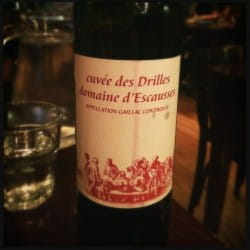 cuvée des Drilles
domaine d'Escausses
APPELLATION GAILLAC CONTRÔLÉE